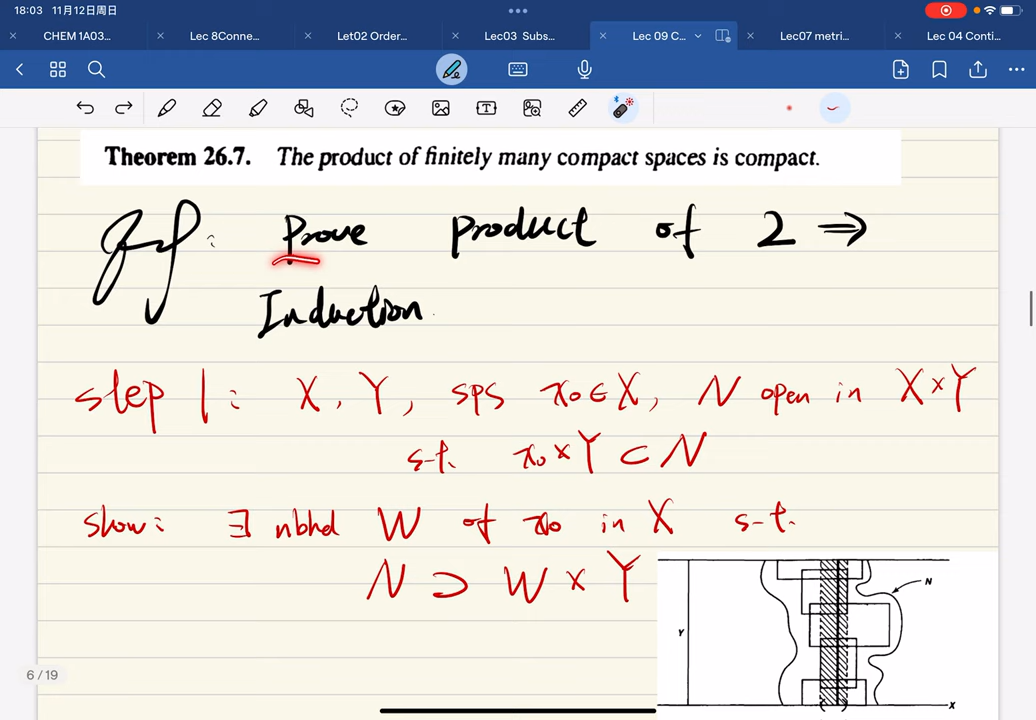 18:03 11月12日周日
CHEM 1A03... Lec 8Conne... Let02 Order... Lec03 Subs... Lec 09 C... Lec07 metri... Lec 04 Conti...
Theorem 26.7. The product of finitely many compact spaces is compact.
Prf: Prove product of 2 ⇒
Induction.
step 1: X, Y, sps x₀∈X, N open in X×Y
s-t. x₀×Y ⊂ N
show: ∃ nbhd W of x₀ in X s-t.
N ⊃ W × Y
N
Y
6 / 19
X